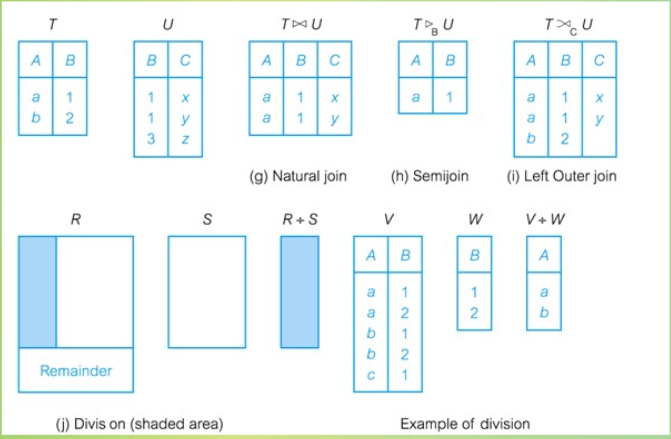 T U T ⋈ U T ▷B U T ⟕C U
A B B C A B C A B A B C
a 1 1 x a 1 x a 1 a 1 x
b 2 1 y a 1 y a 1 y
3 z b 2
(g) Natural join (h) Semijoin (i) Left Outer join
R S R ÷ S V W V ÷ W
A B B A
a 1 1 a
a 2 2 b
b 1
b 2
c 1
Remainder
(j) Divis on (shaded area) Example of division